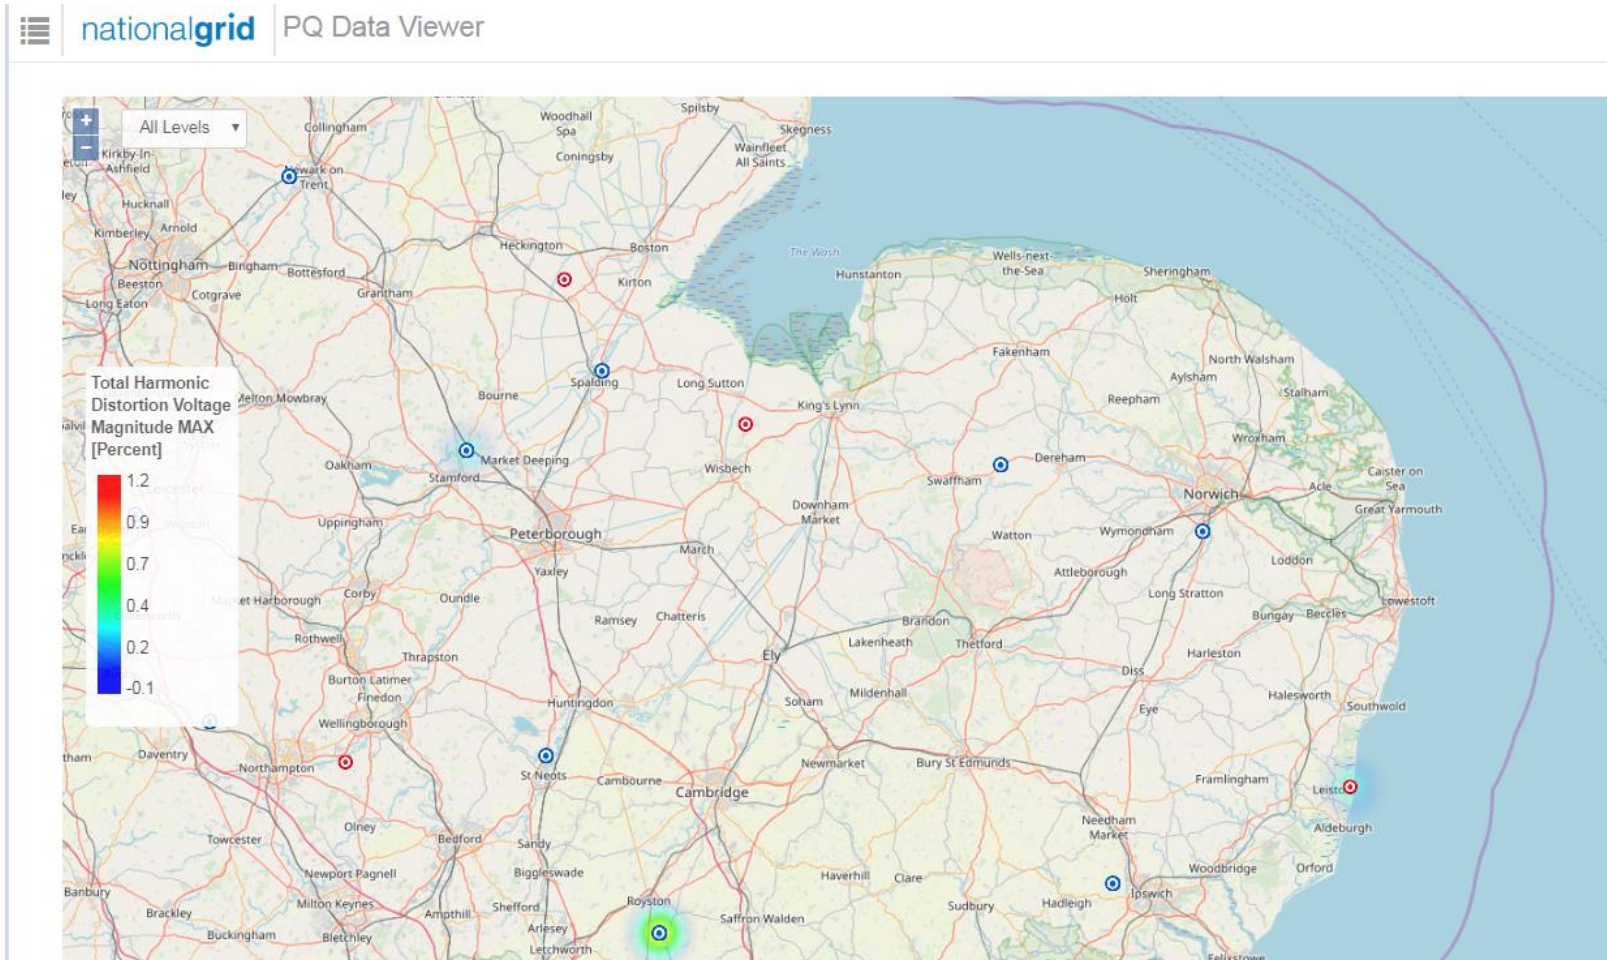 nationalgrid
PQ Data Viewer
+
−
All Levels
Collingham
Woodhall
Spa
Spilsby
Skegness
Kirkby-In-
Ashfield
Newark on
Trent
Coningsby
Wainfleet
All Saints
Hucknall
Kimberley
Arnold
Heckington
Boston
The Wash
Wells-next-
the-Sea
Nottingham
Bingham
Bottesford
Kirton
Hunstanton
Sheringham
Beeston
Long Eaton
Cotgrave
Grantham
Holt
Fakenham
North Walsham
Total Harmonic
Distortion Voltage
Magnitude MAX
[Percent]
1.2
0.9
0.7
0.4
0.2
-0.1
Melton Mowbray
Bourne
Spalding
Long Sutton
King's Lynn
Aylsham
Reepham
Stalham
Wroxham
Oakham
Market Deeping
Stamford
Wisbech
Swaffham
Dereham
Caister on
Sea
Acle
Norwich
Great Yarmouth
Downham
Market
Uppingham
Peterborough
March
Watton
Wymondham
Loddon
Yaxley
Attleborough
Market Harborough
Corby
Oundle
Long Stratton
Lowestoft
Ramsey
Chatteris
Brandon
Bungay
Beccles
Rothwell
Thrapston
Ely
Lakenheath
Thetford
Harleston
Diss
Burton Latimer
Finedon
Huntingdon
Soham
Mildenhall
Eye
Halesworth
Southwold
Wellingborough
Daventry
Northampton
St Neots
Cambourne
Newmarket
Bury St Edmunds
Framlingham
Cambridge
Aldeburgh
Olney
Needham
Market
Towcester
Bedford
Sandy
Woodbridge
Orford
Newport Pagnell
Biggleswade
Haverhill
Clare
Banbury
Milton Keynes
Shefford
Royston
Sudbury
Hadleigh
Ipswich
Brackley
Ampthill
Saffron Walden
Buckingham
Bletchley
Arlesey
Letchworth
Felixstowe